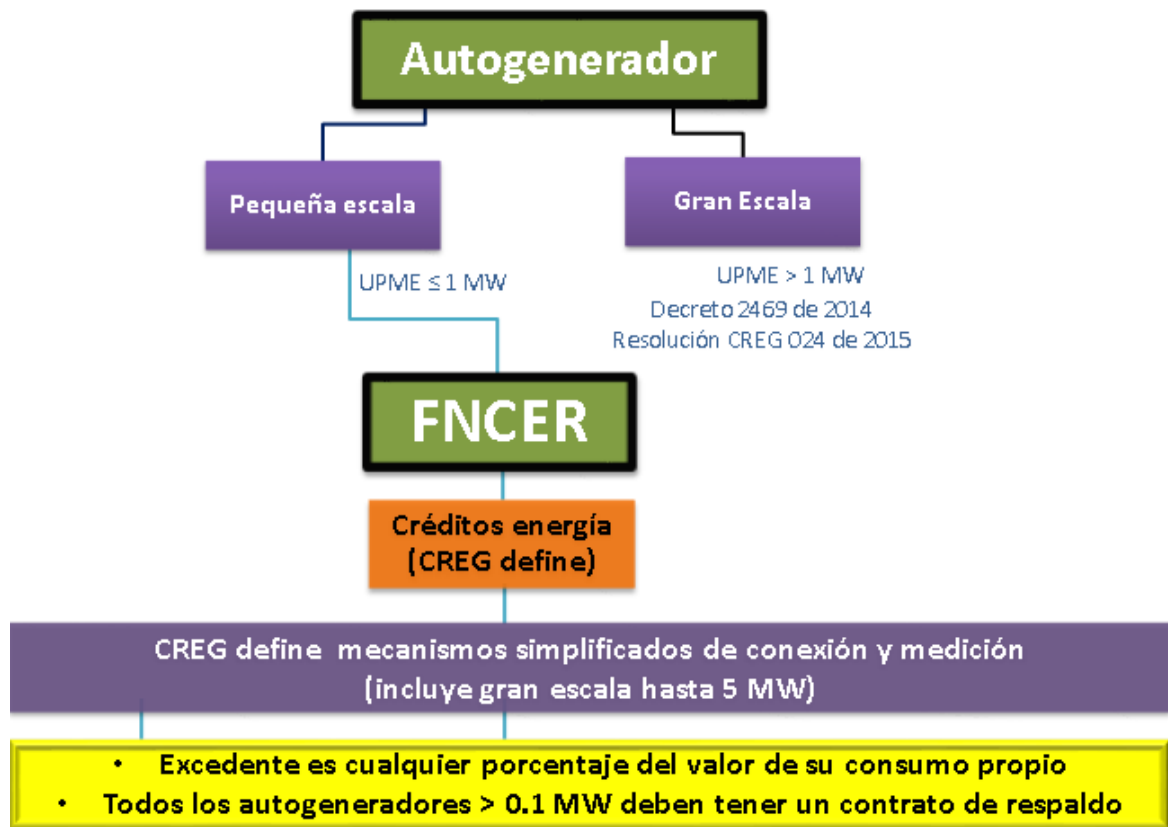 Autogenerador
Pequeña escala
Gran Escala
UPME ≤ 1 MW
UPME > 1 MW
Decreto 2469 de 2014
Resolución CREG 024 de 2015
FNCER
Créditos energía
(CREG define)
CREG define mecanismos simplificados de conexión y medición
(incluye gran escala hasta 5 MW)
• Excedente es cualquier porcentaje del valor de su consumo propio
• Todos los autogeneradores > 0.1 MW deben tener un contrato de respaldo